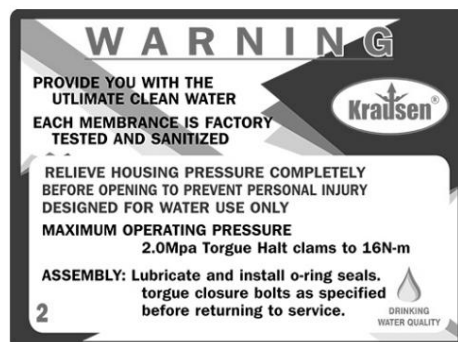 WARNING
PROVIDE YOU WITH THE
UTLIMATE CLEAN WATER
EACH MEMBRANCE IS FACTORY
TESTED AND SANITIZED
Krausen®
RELIEVE HOUSING PRESSURE COMPLETELY
BEFORE OPENING TO PREVENT PERSONAL INJURY
DESIGNED FOR WATER USE ONLY
MAXIMUM OPERATING PRESSURE
2.0Mpa Torgue Halt clams to 16N-m
ASSEMBLY: Lubricate and install o-ring seals.
torgue closure bolts as specified
before returning to service.
2
DRINKING
WATER QUALITY